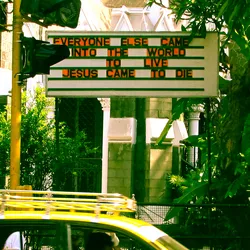 EVERYONE ELSE CAME
INTO THE WORLD
TO LIVE
JESUS CAME TO DIE